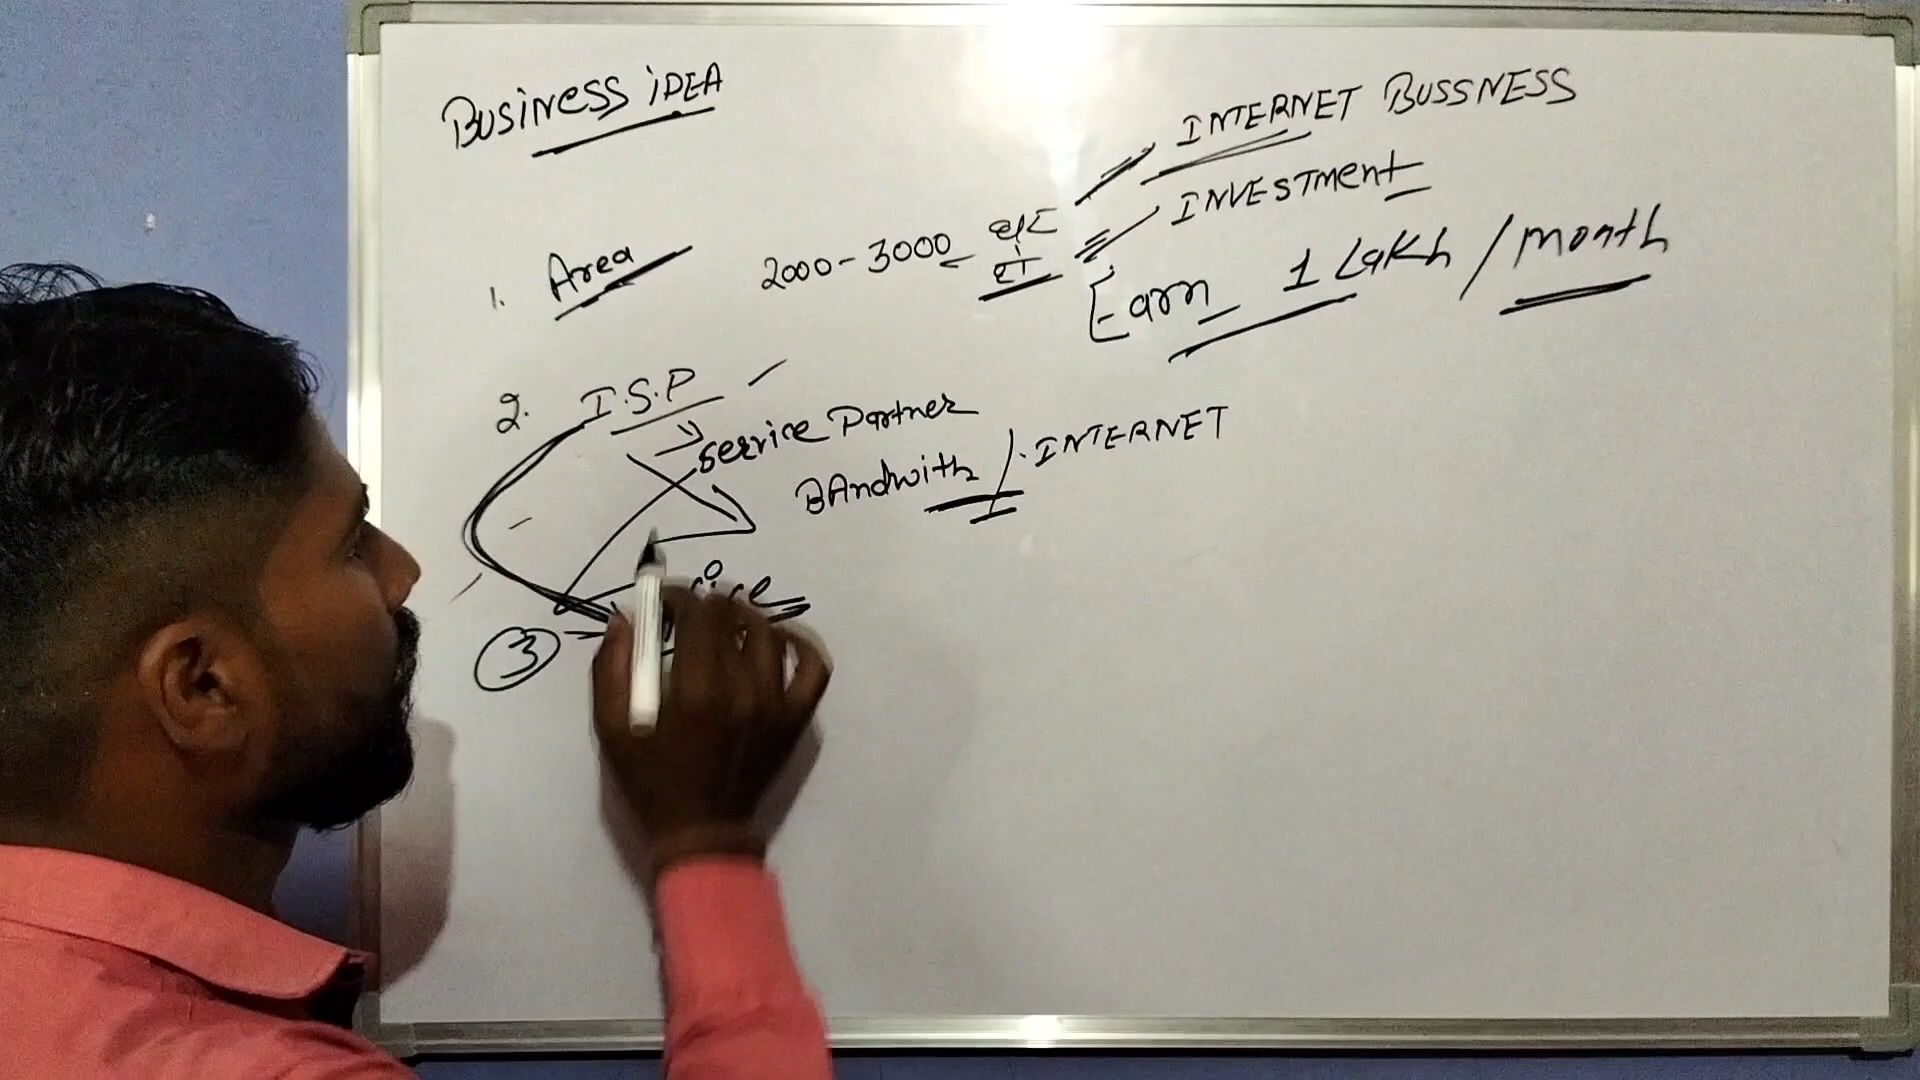 BUSiNESS iDEA
INTERNET BUSSNESS
INVESTMENT
Earn 1 Lakh / month
1. Area
2000-3000
2. I.S.P
Service Partner
BAndwith / INTERNET
3